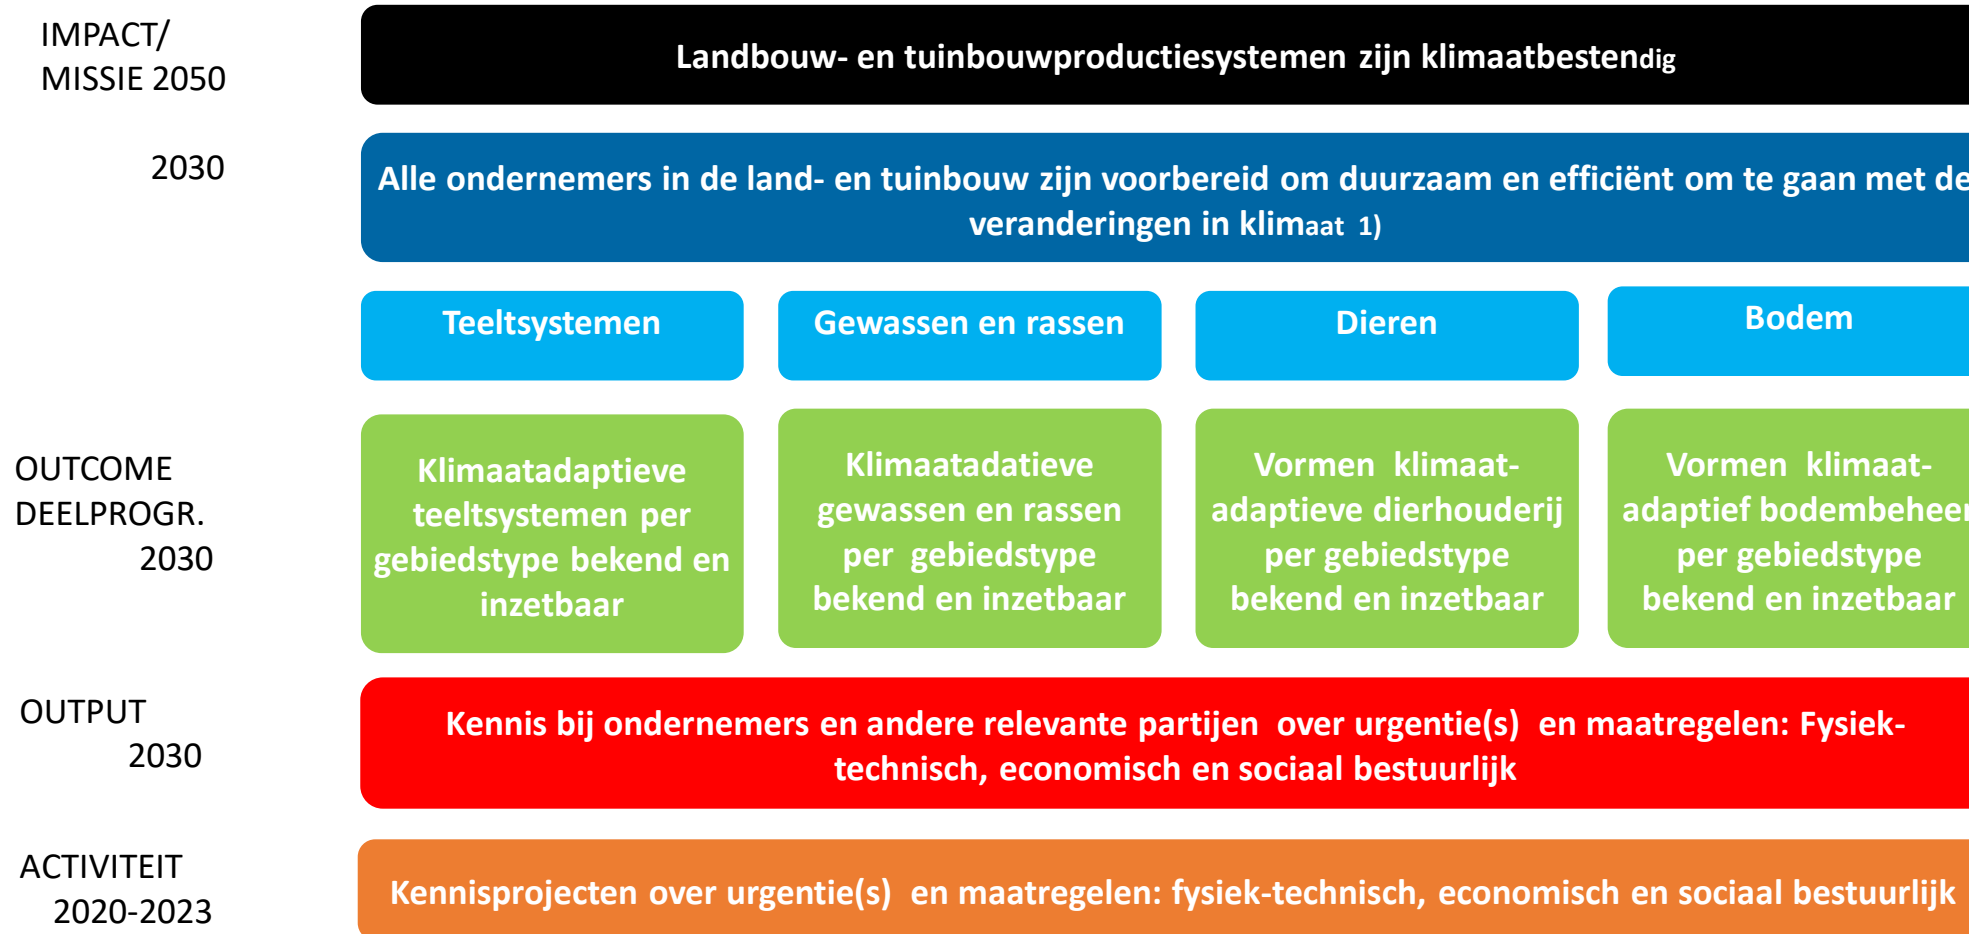 IMPACT/
MISSIE 2050
Landbouw- en tuinbouwproductiesystemen zijn klimaatbestendig
2030
Alle ondernemers in de land- en tuinbouw zijn voorbereid om duurzaam en efficiënt om te gaan met de
veranderingen in klimaat 1)
Teeltsystemen
Gewassen en rassen
Dieren
Bodem
OUTCOME
DEELPROGR.
2030
Klimaatadaptieve
teeltsystemen per
gebiedstype bekend en
inzetbaar
Klimaatadatieve
gewassen en rassen
per gebiedstype
bekend en inzetbaar
Vormen klimaat-
adaptieve dierhouderij
per gebiedstype
bekend en inzetbaar
Vormen klimaat-
adaptief bodembeheer
per gebiedstype
bekend en inzetbaar
OUTPUT
2030
Kennis bij ondernemers en andere relevante partijen over urgentie(s) en maatregelen: Fysiek-
technisch, economisch en sociaal bestuurlijk
ACTIVITEIT
2020-2023
Kennisprojecten over urgentie(s) en maatregelen: fysiek-technisch, economisch en sociaal bestuurlijk